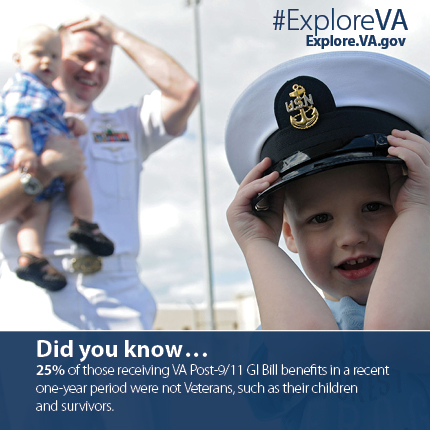 #ExploreVA
Explore.VA.gov
USN
Did you know...
25% of those receiving VA Post-9/11 GI Bill benefits in a recent
one-year period were not Veterans, such as their children
and survivors.